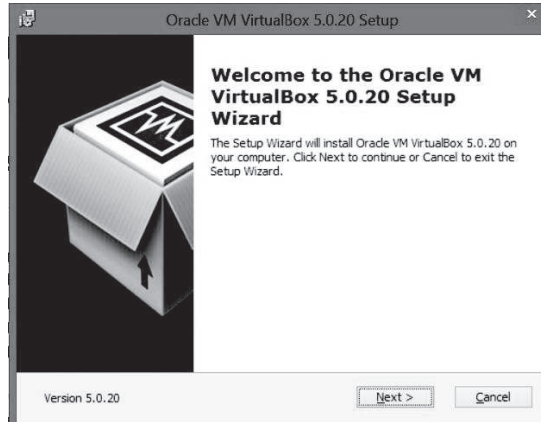 Oracle VM VirtualBox 5.0.20 Setup
Welcome to the Oracle VM
VirtualBox 5.0.20 Setup
Wizard
The Setup Wizard will install Oracle VM VirtualBox 5.0.20 on
your computer. Click Next to continue or Cancel to exit the
Setup Wizard.
Version 5.0.20
Next >
Cancel